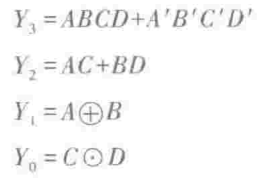 Y₃ = ABCD+A′B′C′D′
Y₂ = AC+BD
Y₁ = A⊕B
Y₀ = C⊙D